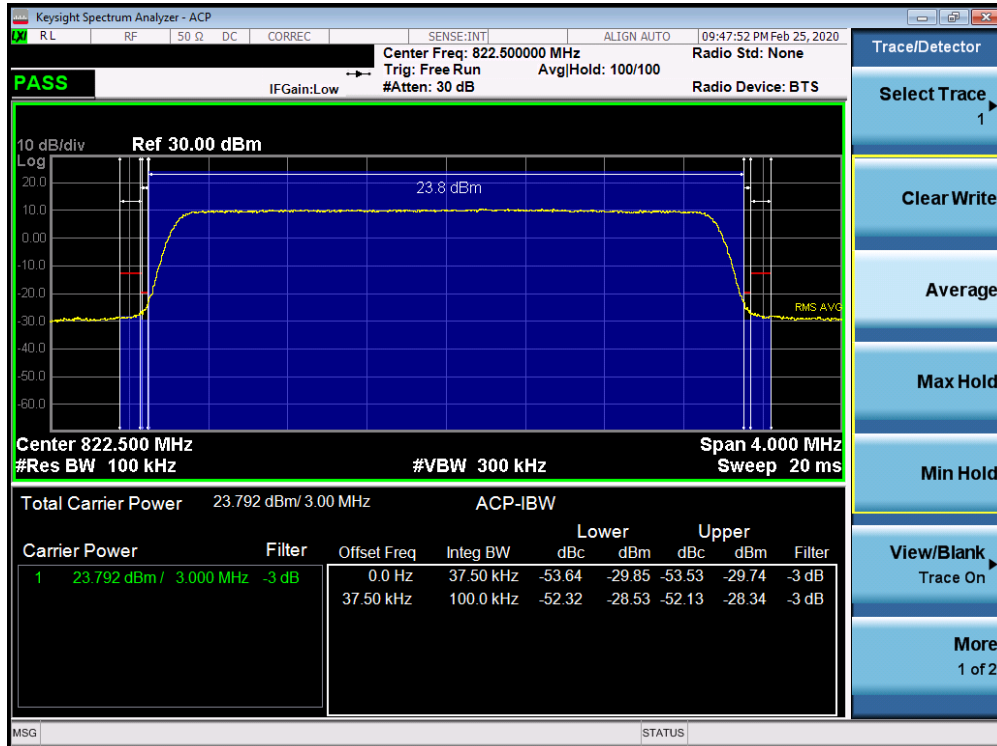 Keysight Spectrum Analyzer - ACP
LXI RL RF 50 Ω DC CORREC SENSE:INT ALIGN AUTO 09:47:52 PM Feb 25, 2020
Center Freq: 822.500000 MHz Radio Std: None
Trig: Free Run Avg|Hold: 100/100
PASS IFGain:Low #Atten: 30 dB Radio Device: BTS
10 dB/div Ref 30.00 dBm
Log
20.0
10.0
0.00
-10.0
-20.0
-30.0
-40.0
-50.0
-60.0
23.8 dBm
RMS AVG
Center 822.500 MHz Span 4.000 MHz
#Res BW 100 kHz #VBW 300 kHz Sweep 20 ms
Total Carrier Power 23.792 dBm/ 3.00 MHz ACP-IBW
Lower Upper
Carrier Power Filter Offset Freq Integ BW dBc dBm dBc dBm Filter
1 23.792 dBm / 3.000 MHz -3 dB 0.0 Hz 37.50 kHz -53.64 -29.85 -53.53 -29.74 -3 dB
37.50 kHz 100.0 kHz -52.32 -28.53 -52.13 -28.34 -3 dB
MSG STATUS
Trace/Detector
Select Trace
1
Clear Write
Average
Max Hold
Min Hold
View/Blank
Trace On
More
1 of 2